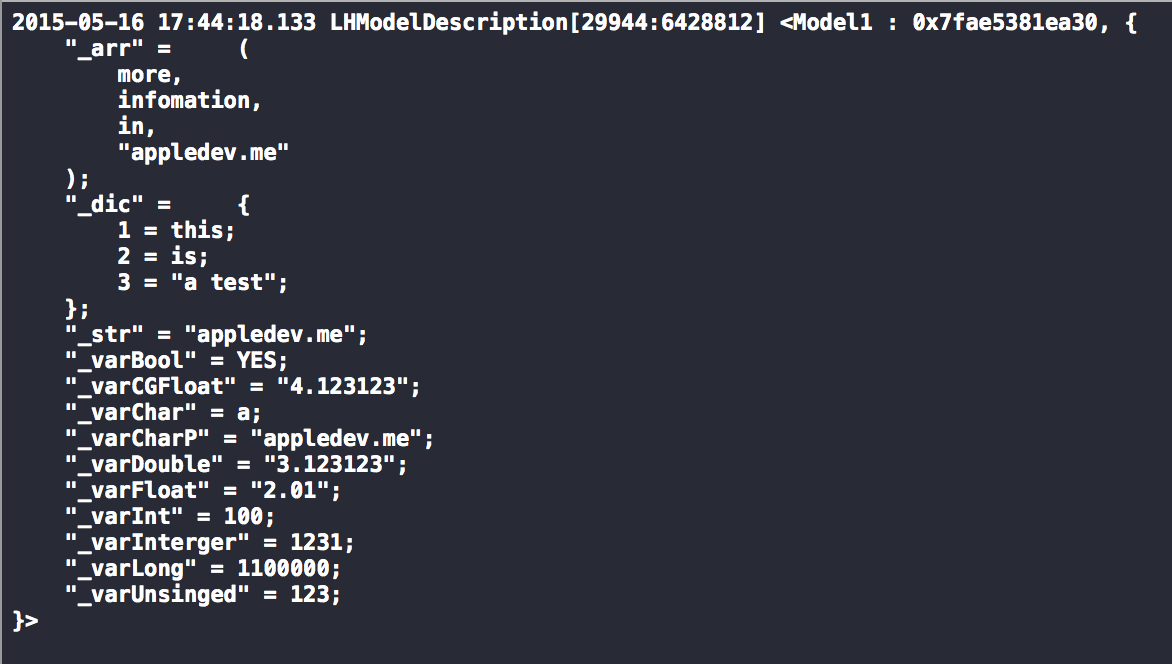 2015-05-16 17:44:18.133 LHModelDescription[29944:6428812] <Model1 : 0x7fae5381ea30, {
    "_arr" =     (
        more,
        infomation,
        in,
        "appledev.me"
    );
    "_dic" =     {
        1 = this;
        2 = is;
        3 = "a test";
    };
    "_str" = "appledev.me";
    "_varBool" = YES;
    "_varCGFloat" = "4.123123";
    "_varChar" = a;
    "_varCharP" = "appledev.me";
    "_varDouble" = "3.123123";
    "_varFloat" = "2.01";
    "_varInt" = 100;
    "_varInterger" = 1231;
    "_varLong" = 1100000;
    "_varUnsinged" = 123;
}>